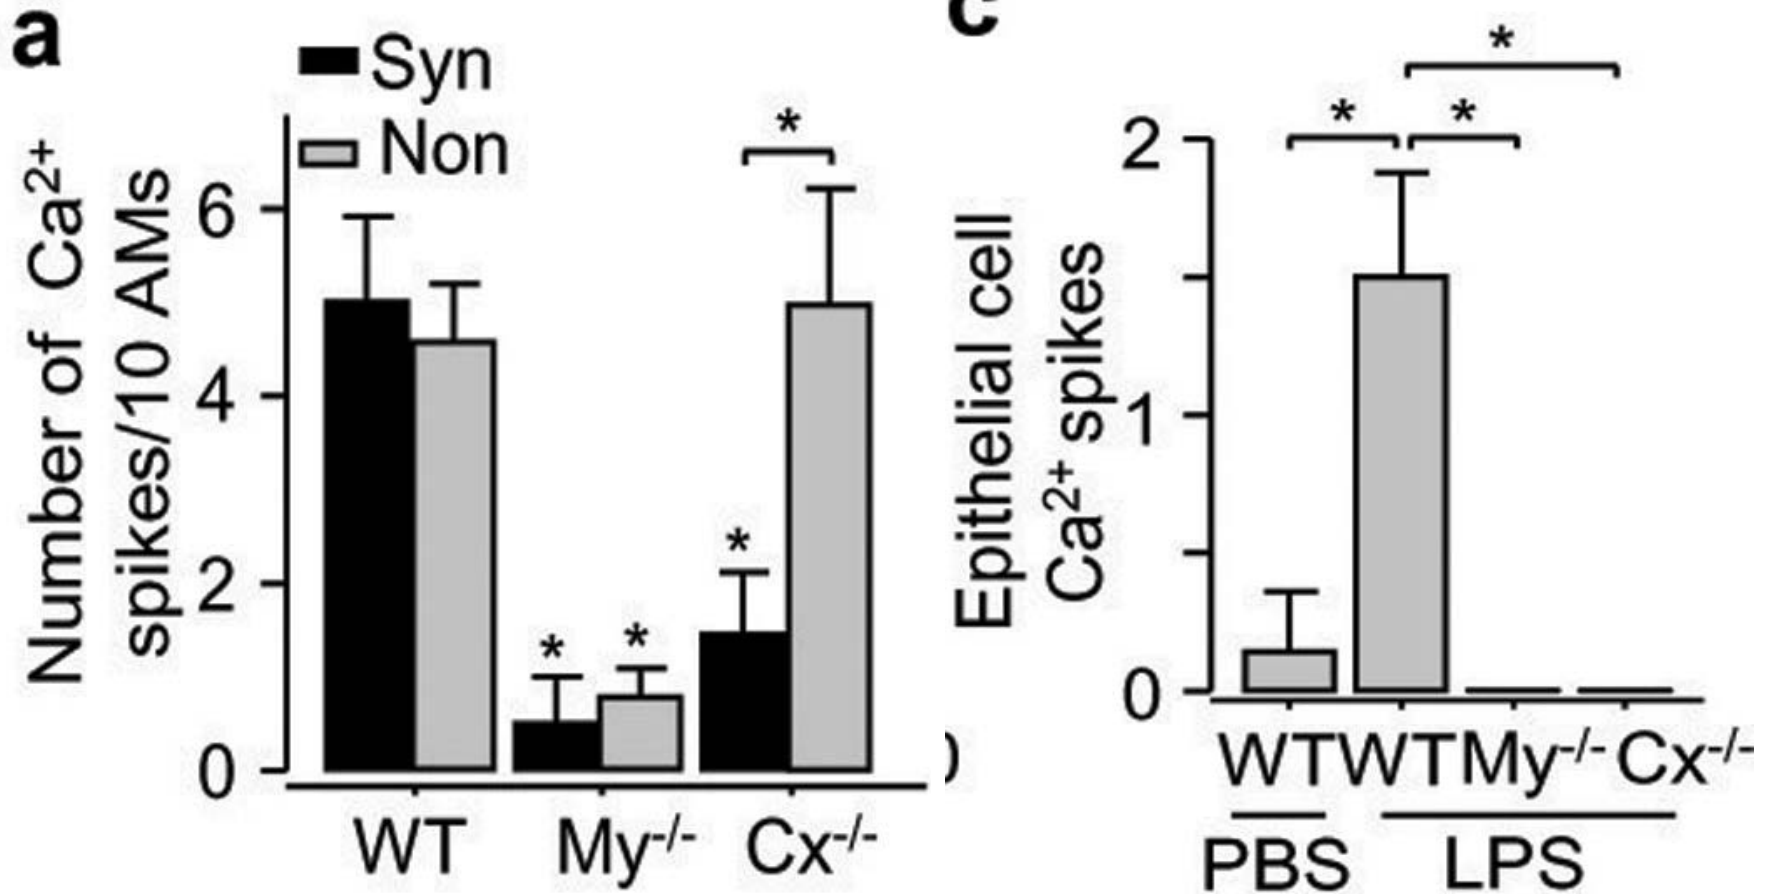 a
Syn
Non
*
Number of Ca²⁺
spikes/10 AMs
6
4
2
0
*
*
*
WT
My⁻/⁻
Cx⁻/⁻
c
*
*
*
Epithelial cell
Ca²⁺ spikes
2
1
0
WT
WT
My⁻/⁻
Cx⁻/⁻
PBS
LPS